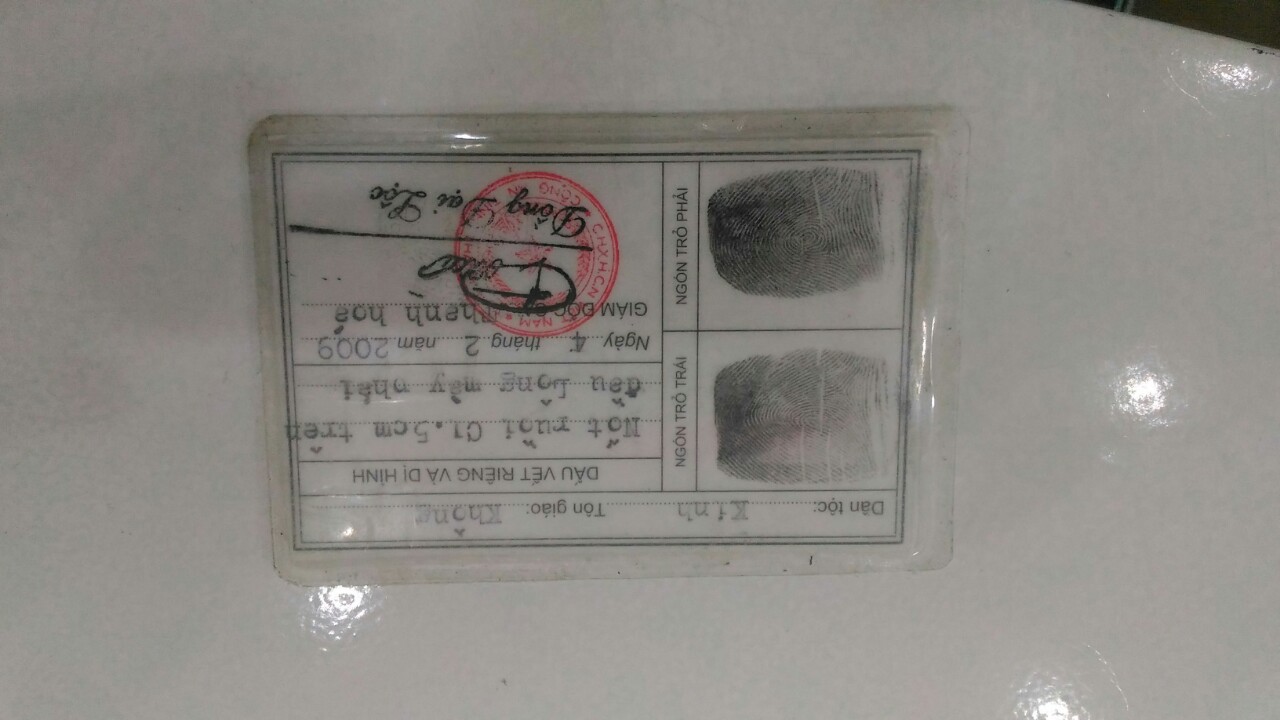 Dân tộc: Kinh Tôn giáo: Không
DẤU VẾT RIÊNG VÀ DỊ HÌNH
NGÓN TRỎ TRÁI
Nốt ruồi C1.5cm trên
đầu Lông mày phải
Ngày 4 tháng 2 năm 2009
GIÁM ĐỐC CA Thanh hoá
NGÓN TRỎ PHẢI
C.H.X.H.C.N VIỆT NAM
CÔNG AN
Đồng Đại Lộc